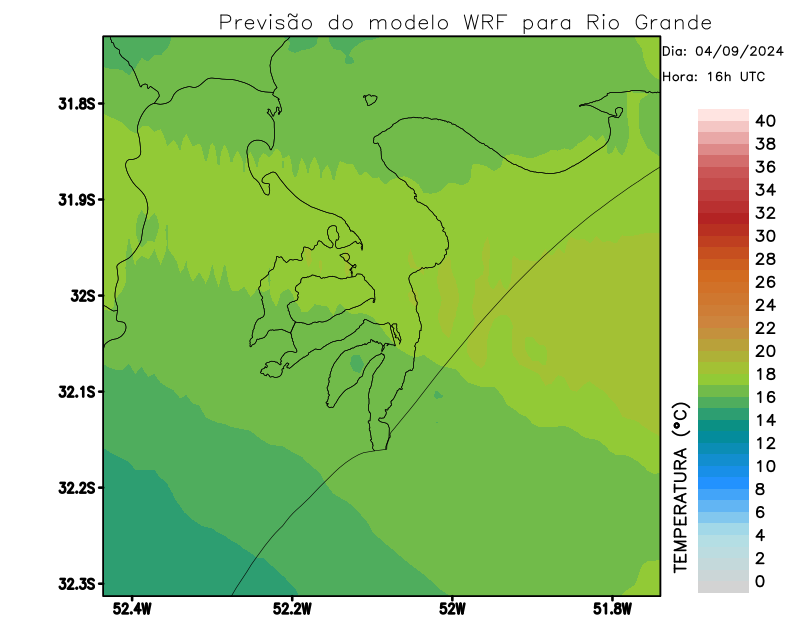 Previsão do modelo WRF para Rio Grande
Dia: 04/09/2024
Hora: 16h UTC
31.8S
31.9S
32S
32.1S
32.2S
32.3S
52.4W
52.2W
52W
51.8W
TEMPERATURA (°C)
40
38
36
34
32
30
28
26
24
22
20
18
16
14
12
10
8
6
4
2
0